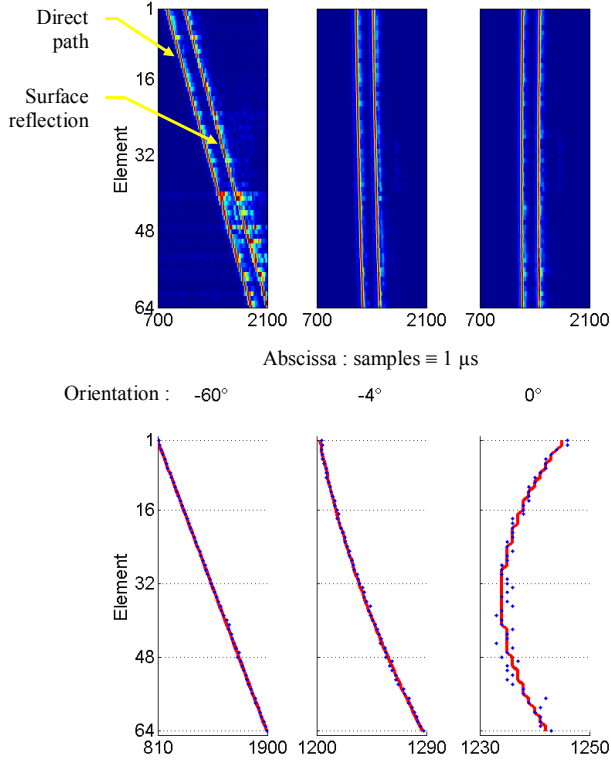 Direct
path
Surface
reflection
Element
1
16
32
48
64
700 2100 700 2100 700 2100
Abscissa : samples ≡ 1 µs
Orientation : -60° -4° 0°
Element
1
16
32
48
64
810 1900 1200 1290 1230 1250